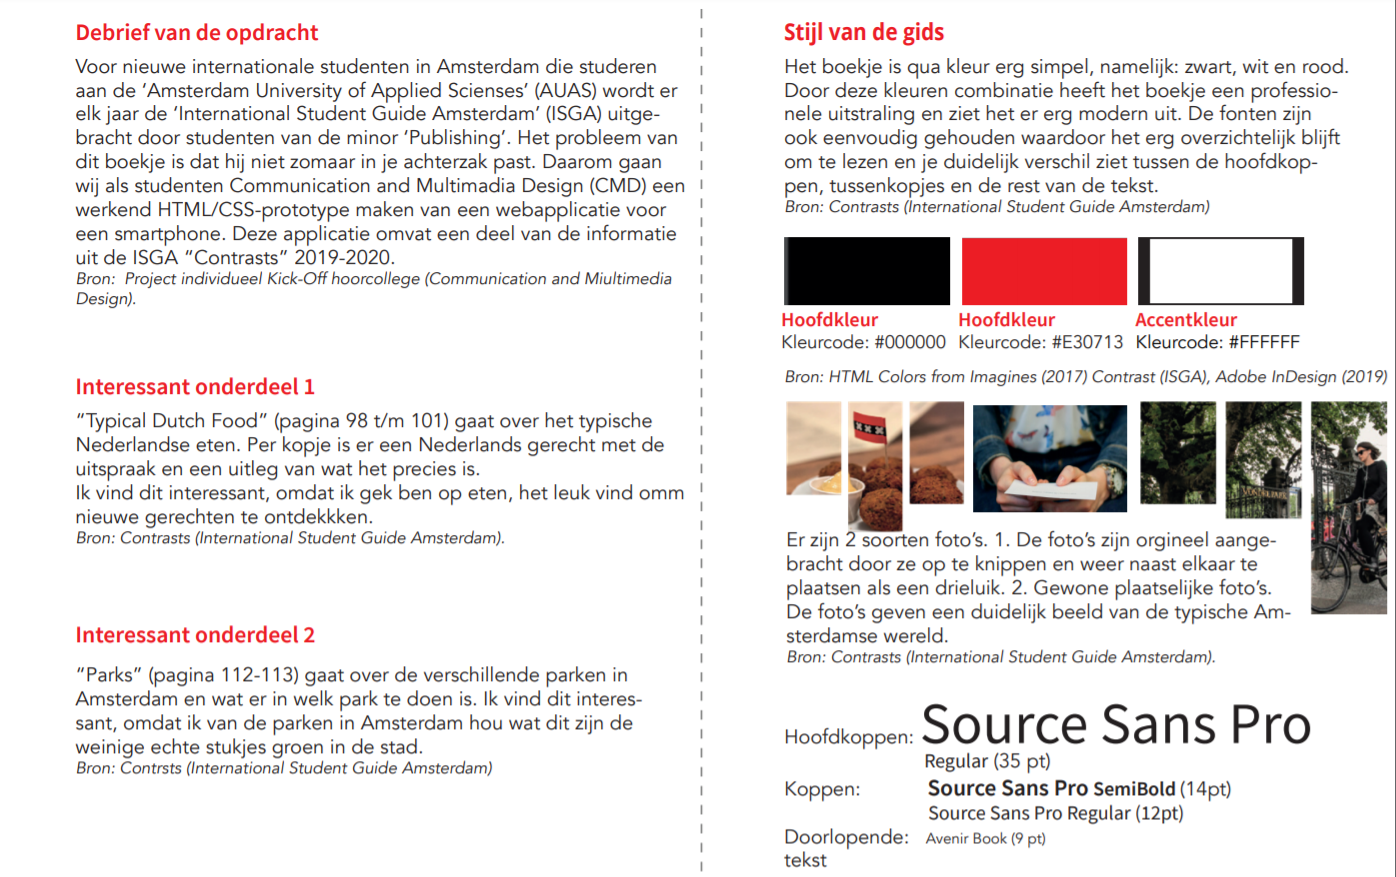 Debrief van de opdracht
Voor nieuwe internationale studenten in Amsterdam die studeren
aan de ‘Amsterdam University of Applied Scienses’ (AUAS) wordt er
elk jaar de ‘International Student Guide Amsterdam’ (ISGA) uitge-
bracht door studenten van de minor ‘Publishing’. Het probleem van
dit boekje is dat hij niet zomaar in je achterzak past. Daarom gaan
wij als studenten Communication and Multimadia Design (CMD) een
werkend HTML/CSS-prototype maken van een webapplicatie voor
een smartphone. Deze applicatie omvat een deel van de informatie
uit de ISGA “Contrasts” 2019-2020.
Bron: Project individueel Kick-Off hoorcollege (Communication and Miultimedia
Design).
Interessant onderdeel 1
“Typical Dutch Food” (pagina 98 t/m 101) gaat over het typische
Nederlandse eten. Per kopje is er een Nederlands gerecht met de
uitspraak en een uitleg van wat het precies is.
Ik vind dit interessant, omdat ik gek ben op eten, het leuk vind omm
nieuwe gerechten te ontdekkken.
Bron: Contrasts (International Student Guide Amsterdam).
Interessant onderdeel 2
“Parks” (pagina 112-113) gaat over de verschillende parken in
Amsterdam en wat er in welk park te doen is. Ik vind dit interes-
sant, omdat ik van de parken in Amsterdam hou wat dit zijn de
weinige echte stukjes groen in de stad.
Bron: Contrsts (International Student Guide Amsterdam)
Stijl van de gids
Het boekje is qua kleur erg simpel, namelijk: zwart, wit en rood.
Door deze kleuren combinatie heeft het boekje een professio-
nele uitstraling en ziet het er erg modern uit. De fonten zijn
ook eenvoudig gehouden waardoor het erg overzichtelijk blijft
om te lezen en je duidelijk verschil ziet tussen de hoofdkop-
pen, tussenkopjes en de rest van de tekst.
Bron: Contrasts (International Student Guide Amsterdam)
Hoofdkleur
Kleurcode: #000000
Hoofdkleur
Kleurcode: #E30713
Accentkleur
Kleurcode: #FFFFFF
Bron: HTML Colors from Imagines (2017) Contrast (ISGA), Adobe InDesign (2019)
VONDELPARK
Er zijn 2 soorten foto’s. 1. De foto’s zijn orgineel aange-
bracht door ze op te knippen en weer naast elkaar te
plaatsen als een drieluik. 2. Gewone plaatselijke foto’s.
De foto’s geven een duidelijk beeld van de typische Am-
sterdamse wereld.
Bron: Contrasts (International Student Guide Amsterdam).
Hoofdkoppen: Source Sans Pro
Regular (35 pt)
Koppen: Source Sans Pro SemiBold (14pt)
Source Sans Pro Regular (12pt)
Doorlopende: Avenir Book (9 pt)
tekst